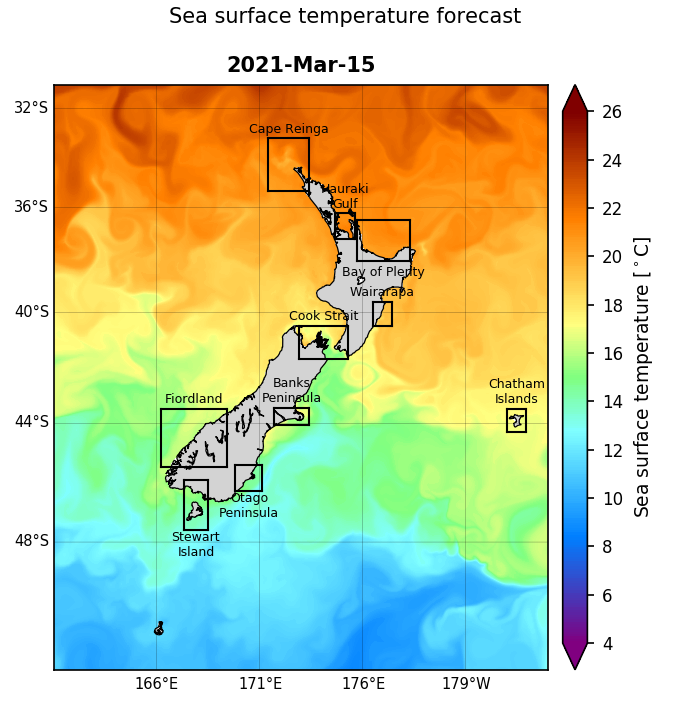 Sea surface temperature forecast
2021-Mar-15
32°S
36°S
40°S
44°S
48°S
Cape Reinga
Hauraki
Gulf
Bay of Plenty
Wairarapa
Cook Strait
Banks
Peninsula
Chatham
Islands
Fiordland
Otago
Peninsula
Stewart
Island
166°E
171°E
176°E
179°W
26
24
22
20
18
16
14
12
10
8
6
4
Sea surface temperature [°C]